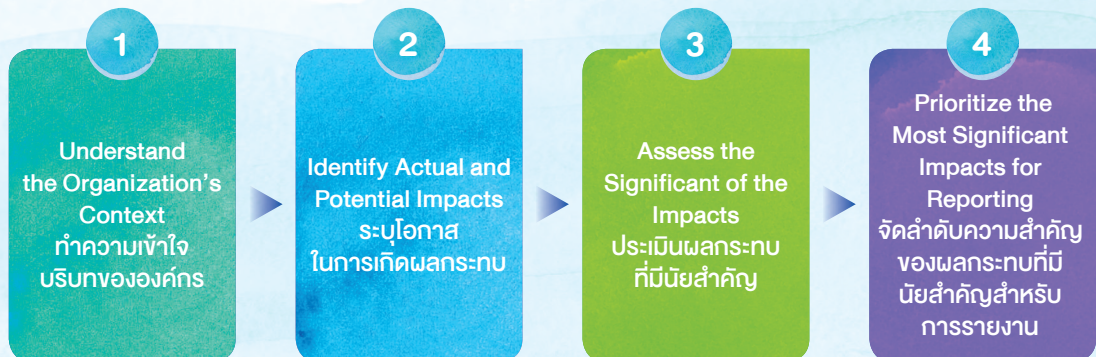 1
Understand
the Organization's
Context
ทำความเข้าใจ
บริบทขององค์กร
2
Identify Actual and
Potential Impacts
ระบุโอกาส
ในการเกิดผลกระทบ
3
Assess the
Significant of the
Impacts
ประเมินผลกระทบ
ที่มีนัยสำคัญ
4
Prioritize the
Most Significant
Impacts for
Reporting
จัดลำดับความสำคัญ
ของผลกระทบที่มี
นัยสำคัญสำหรับ
การรายงาน